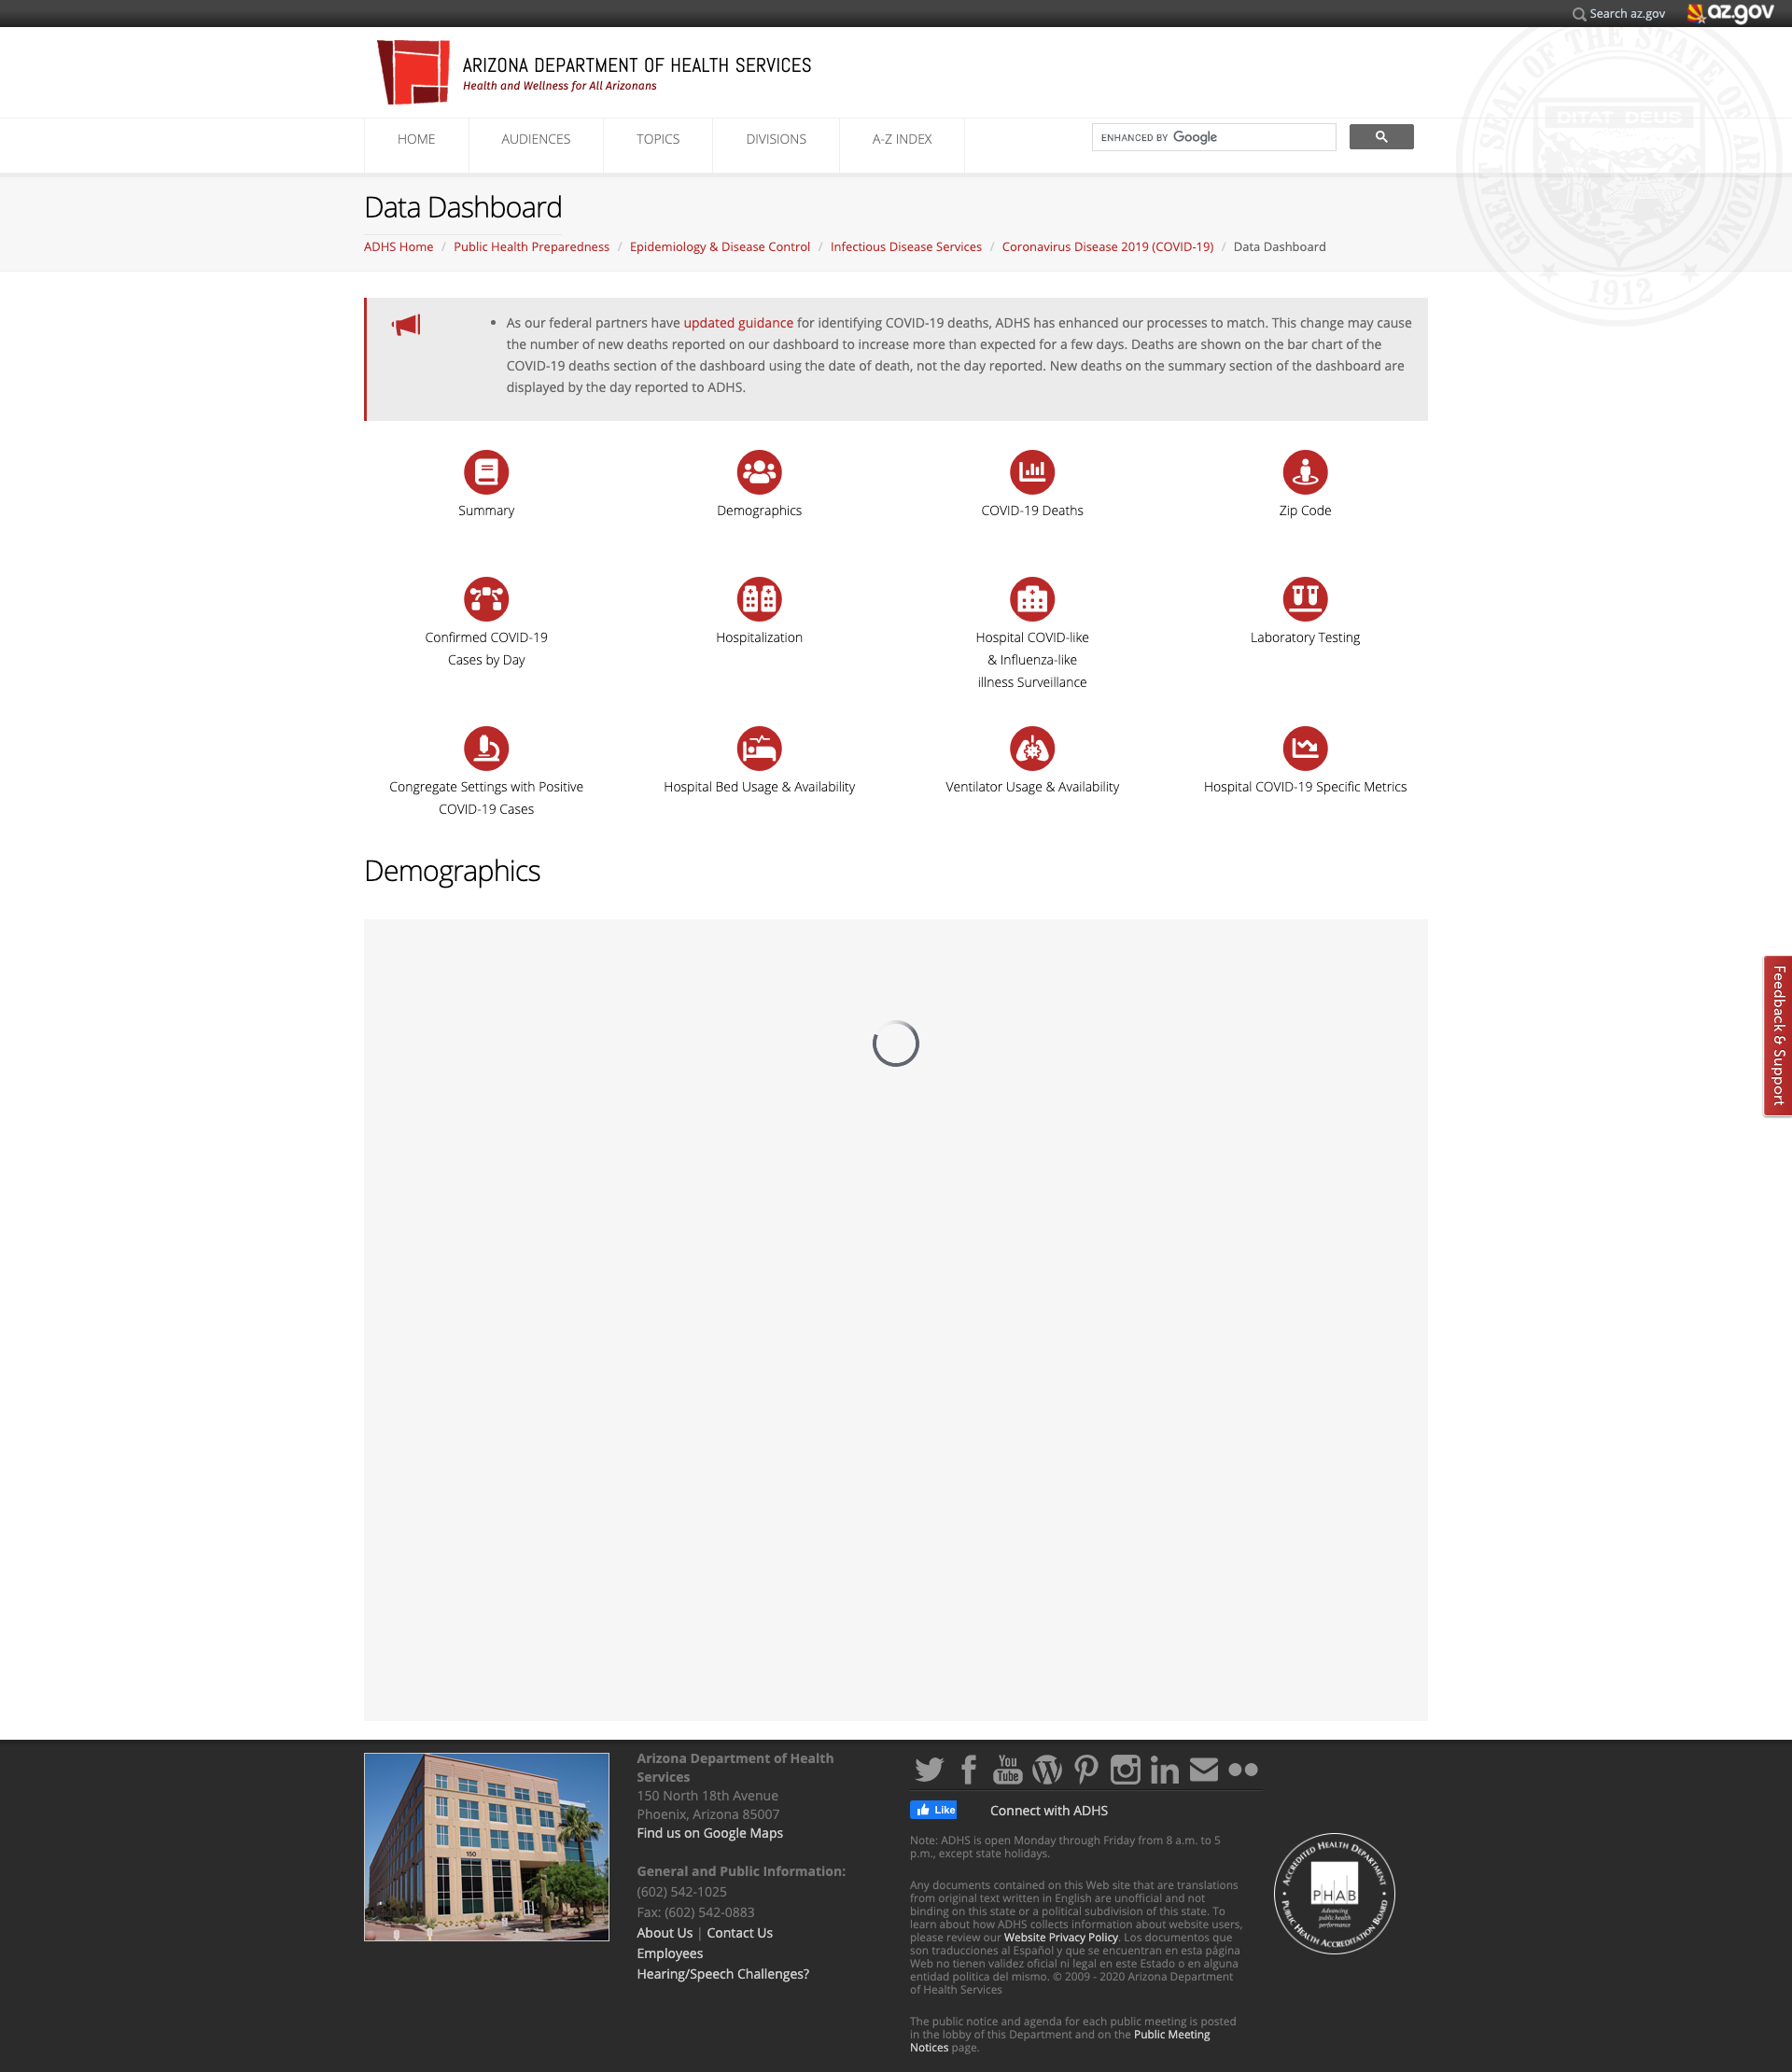 Search az.gov
az.gov
ARIZONA DEPARTMENT OF HEALTH SERVICES
Health and Wellness for All Arizonans
GREAT SEAL OF THE STATE OF ARIZONA
DITAT DEUS
1912
HOME
AUDIENCES
TOPICS
DIVISIONS
A-Z INDEX
ENHANCED BY Google
Data Dashboard
ADHS Home / Public Health Preparedness / Epidemiology & Disease Control / Infectious Disease Services / Coronavirus Disease 2019 (COVID-19) / Data Dashboard
• As our federal partners have updated guidance for identifying COVID-19 deaths, ADHS has enhanced our processes to match. This change may cause
the number of new deaths reported on our dashboard to increase more than expected for a few days. Deaths are shown on the bar chart of the
COVID-19 deaths section of the dashboard using the date of death, not the day reported. New deaths on the summary section of the dashboard are
displayed by the day reported to ADHS.
Summary
Demographics
COVID-19 Deaths
Zip Code
Confirmed COVID-19
Cases by Day
Hospitalization
Hospital COVID-like
& Influenza-like
illness Surveillance
Laboratory Testing
Congregate Settings with Positive
COVID-19 Cases
Hospital Bed Usage & Availability
Ventilator Usage & Availability
Hospital COVID-19 Specific Metrics
Demographics
Feedback & Support
150
Arizona Department of Health
Services
150 North 18th Avenue
Phoenix, Arizona 85007
Find us on Google Maps
General and Public Information:
(602) 542-1025
Fax: (602) 542-0883
About Us | Contact Us
Employees
Hearing/Speech Challenges?
You
Tube
Like
Connect with ADHS
Note: ADHS is open Monday through Friday from 8 a.m. to 5
p.m., except state holidays.
Any documents contained on this Web site that are translations
from original text written in English are unofficial and not
binding on this state or a political subdivision of this state. To
learn about how ADHS collects information about website users,
please review our Website Privacy Policy. Los documentos que
son traducciones al Español y que se encuentran en esta página
Web no tienen validez oficial ni legal en este Estado o en alguna
entidad politica del mismo. © 2009 - 2020 Arizona Department
of Health Services
The public notice and agenda for each public meeting is posted
in the lobby of this Department and on the Public Meeting
Notices page.
ACCREDITED HEALTH DEPARTMENT
PHAB
Advancing
public health
performance
PUBLIC HEALTH ACCREDITATION BOARD